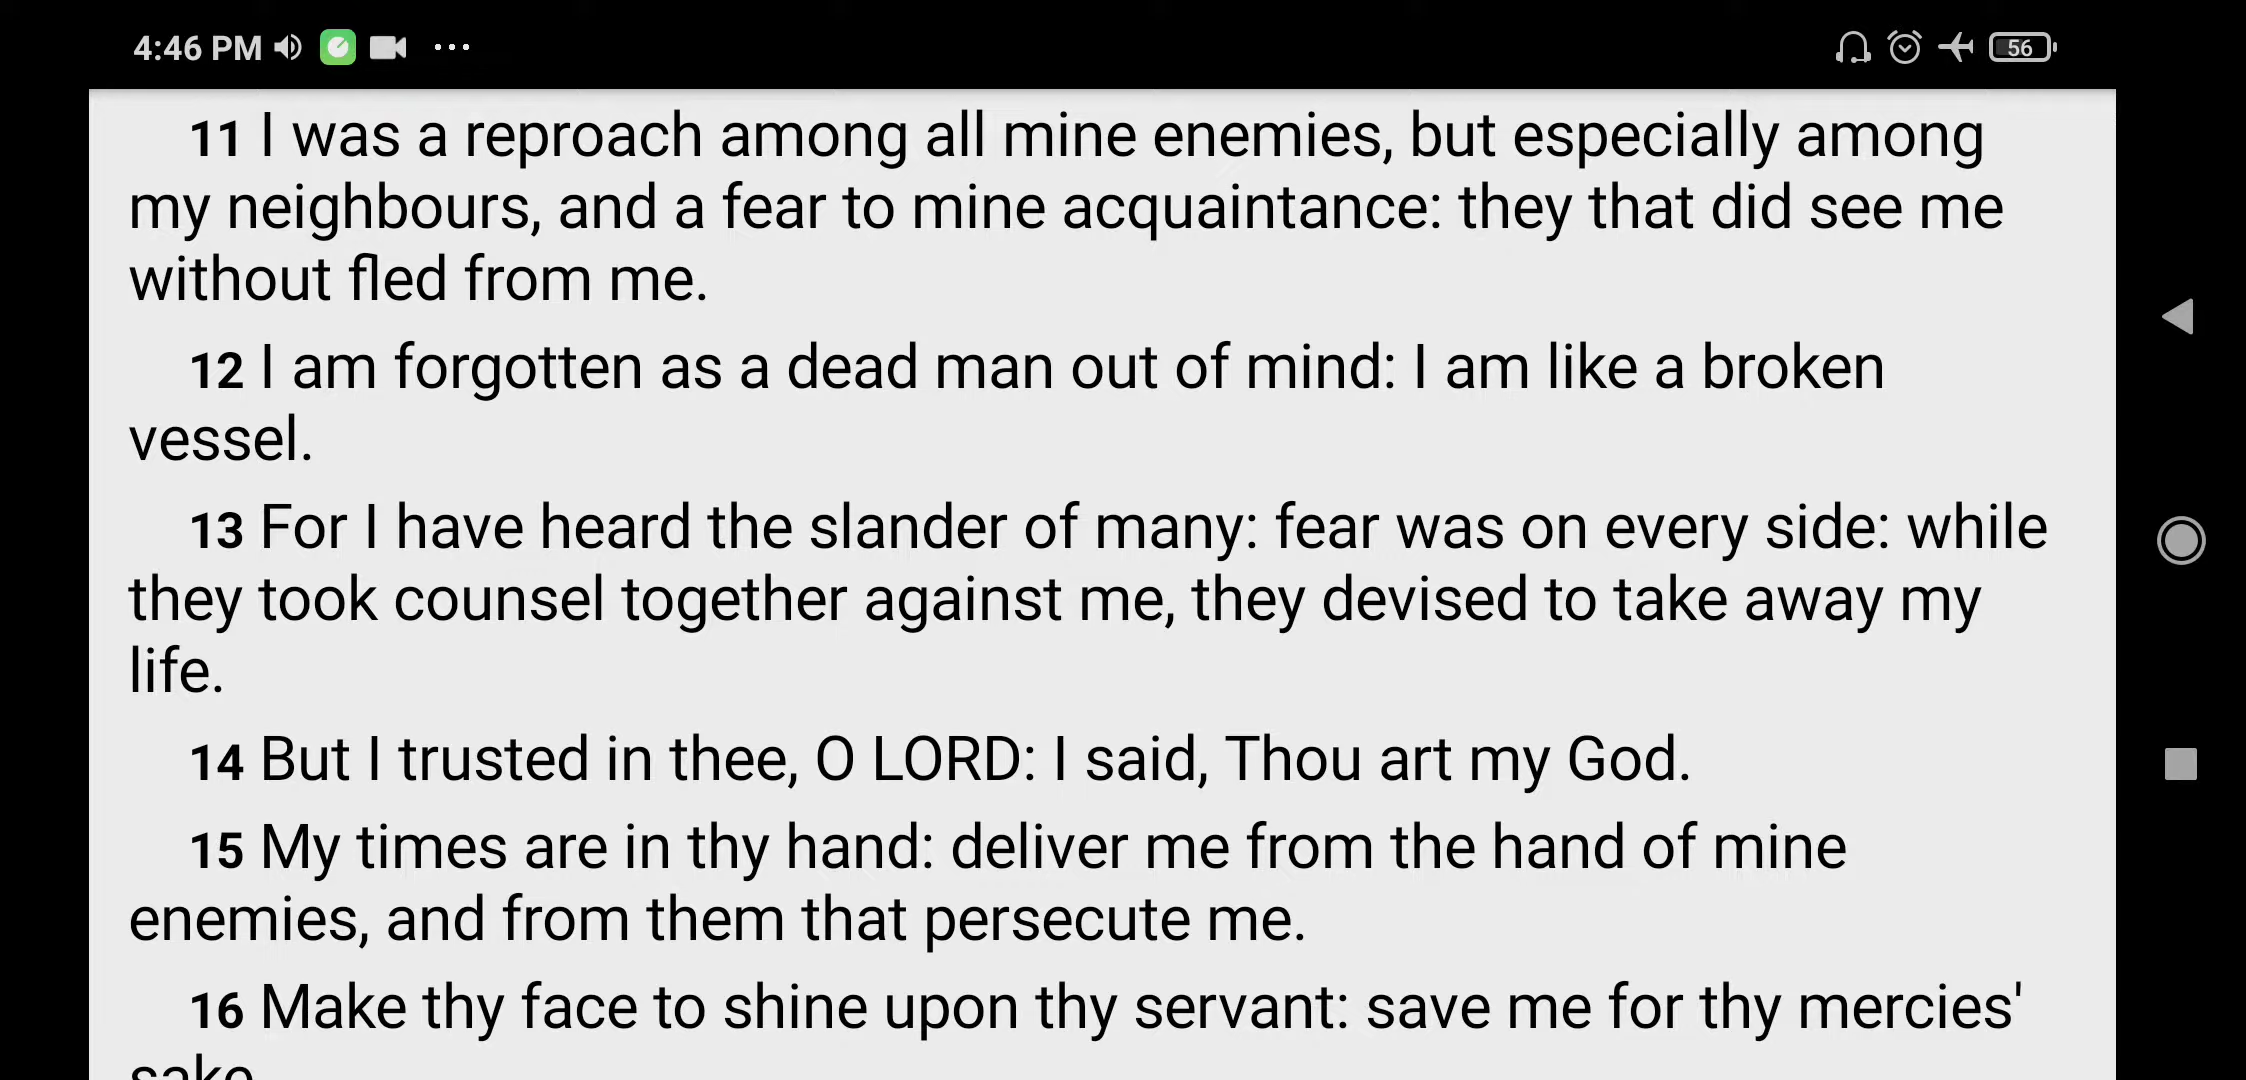 4:46 PM
56
11 I was a reproach among all mine enemies, but especially among
my neighbours, and a fear to mine acquaintance: they that did see me
without fled from me.
12 I am forgotten as a dead man out of mind: I am like a broken
vessel.
13 For I have heard the slander of many: fear was on every side: while
they took counsel together against me, they devised to take away my
life.
14 But I trusted in thee, O LORD: I said, Thou art my God.
15 My times are in thy hand: deliver me from the hand of mine
enemies, and from them that persecute me.
16 Make thy face to shine upon thy servant: save me for thy mercies'
sake